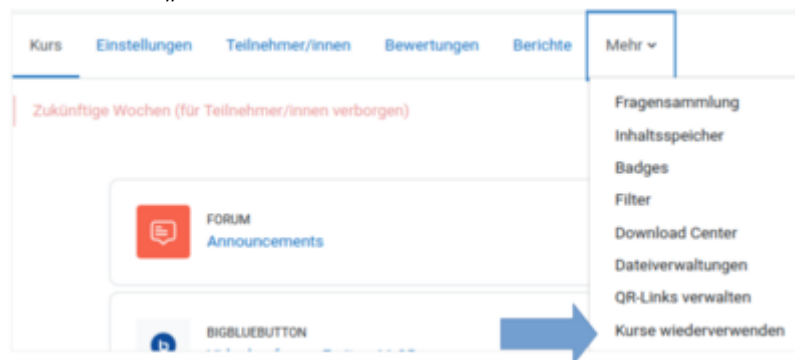 „
Kurs Einstellungen Teilnehmer/innen Bewertungen Berichte Mehr
Zukünftige Wochen (für Teilnehmer/innen verborgen)
Fragensammlung
Inhaltsspeicher
Badges
Filter
Download Center
Dateiverwaltungen
QR-Links verwalten
Kurse wiederverwenden
FORUM
Announcements
BIGBLUEBUTTON